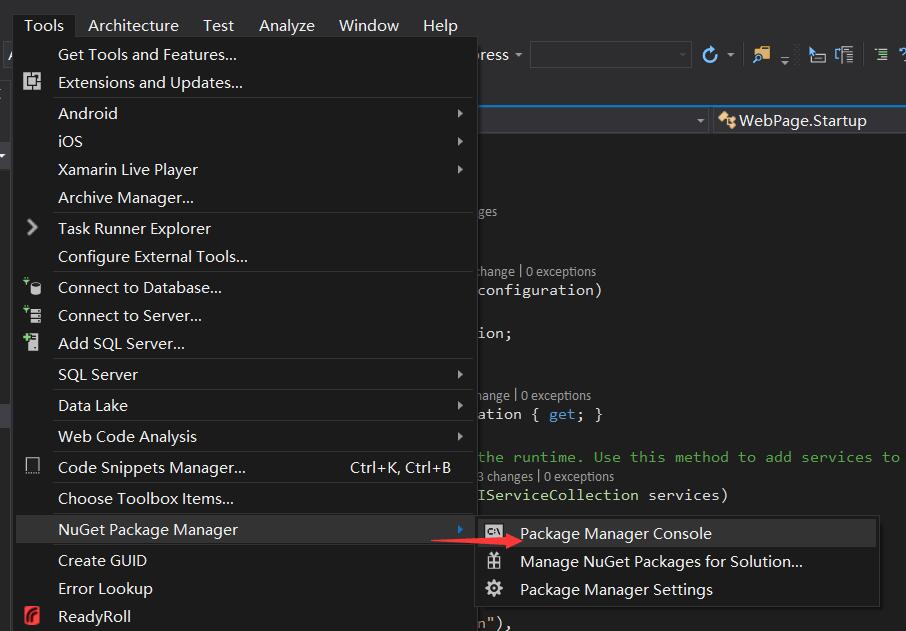 Tools Architecture Test Analyze Window Help
Get Tools and Features...
ress
Extensions and Updates...
Android
WebPage.Startup
iOS
Xamarin Live Player
Archive Manager...
ges
Task Runner Explorer
Configure External Tools...
hange | 0 exceptions
Connect to Database...
configuration)
Connect to Server...
ion;
Add SQL Server...
SQL Server
hange | 0 exceptions
Data Lake
ation { get; }
Web Code Analysis
the runtime. Use this method to add services to
Code Snippets Manager... Ctrl+K, Ctrl+B
3 changes | 0 exceptions
IServiceCollection services)
Choose Toolbox Items...
NuGet Package Manager
C:\
Package Manager Console
Create GUID
Manage NuGet Packages for Solution...
Error Lookup
Package Manager Settings
ReadyRoll
n"),